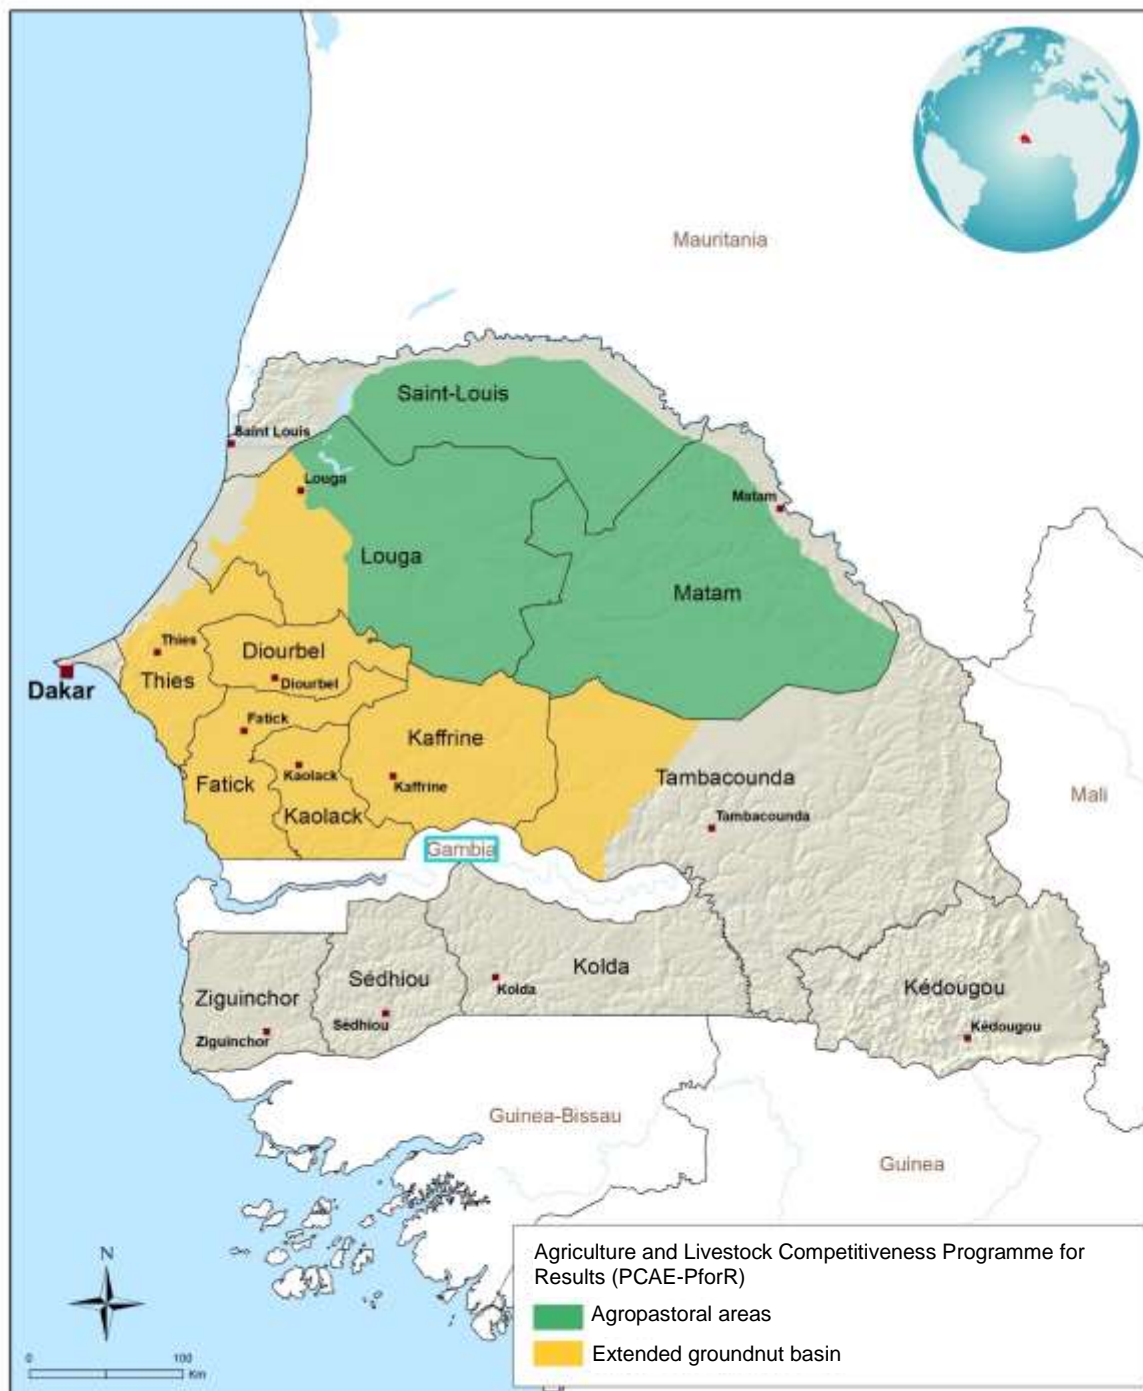 Mauritania
Saint-Louis
Saint Louis
Louga
Matam
Louga
Matam
Thies
Diourbel
Thies
Diourbel
Dakar
Fatick
Kaffrine
Kaolack
Kaffrine
Fatick
Kaolack
Tambacounda
Tambacounda
Mali
Gambia
Kolda
Kolda
Sédhiou
Sédhiou
Ziguinchor
Ziguinchor
Kédougou
Kédougou
Guinea-Bissau
Guinea
N
0 100
Km
Agriculture and Livestock Competitiveness Programme for
Results (PCAE-PforR)
Agropastoral areas
Extended groundnut basin